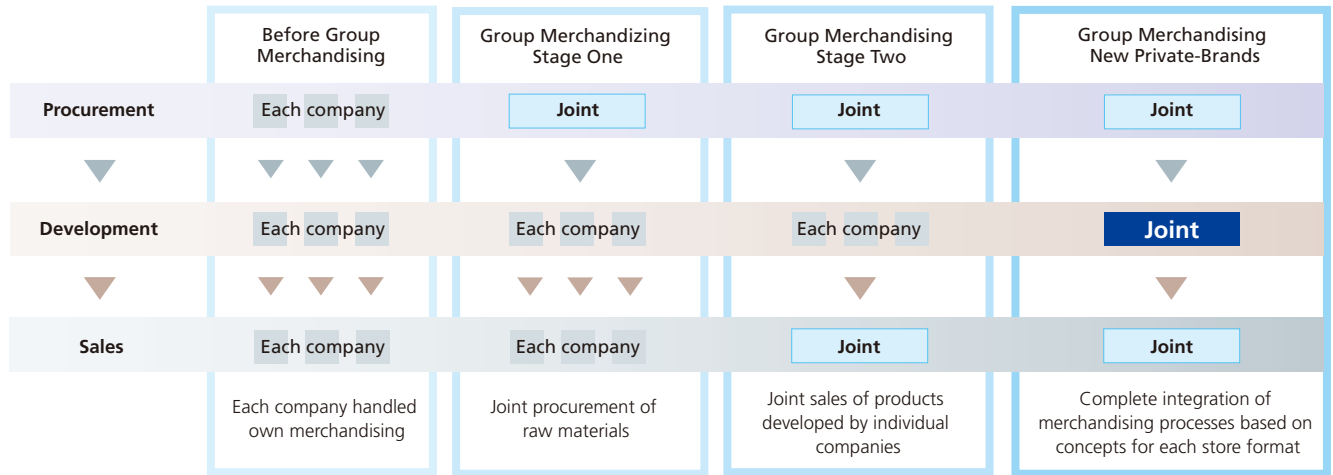 Before Group
Merchandising
Group Merchandizing
Stage One
Group Merchandising
Stage Two
Group Merchandising
New Private-Brands
Procurement
Each company
Joint
Joint
Joint
Development
Each company
Each company
Each company
Joint
Sales
Each company
Each company
Joint
Joint
Each company handled
own merchandising
Joint procurement of
raw materials
Joint sales of products
developed by individual
companies
Complete integration of
merchandising processes based on
concepts for each store format